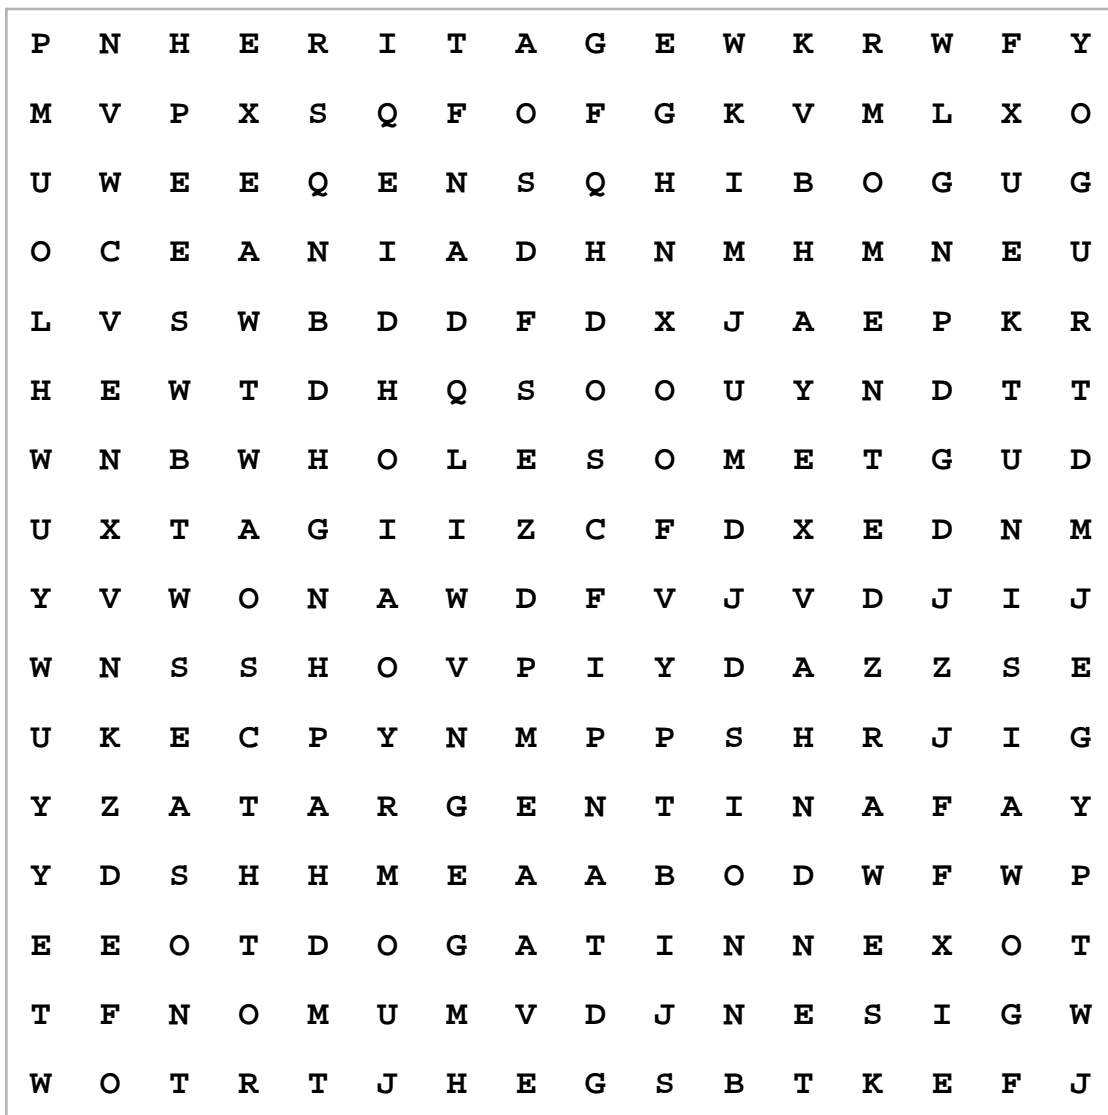 P N H E R I T A G E W K R W F Y
M V P X S Q F O F G K V M L X O
U W E E Q E N S Q H I B O G U G
O C E A N I A D H N M H M N E U
L V S W B D D F D X J A E P K R
H E W T D H Q S O O U Y N D T T
W N B W H O L E S O M E T G U D
U X T A G I I Z C F D X E D N M
Y V W O N A W D F V J V D J I J
W N S S H O V P I Y D A Z Z S E
U K E C P Y N M P P S H R J I G
Y Z A T A R G E N T I N A F A Y
Y D S H H M E A A B O D W F W P
E E O T D O G A T I N N E X O T
T F N O M U M V D J N E S I G W
W O T R T J H E G S B T K E F J